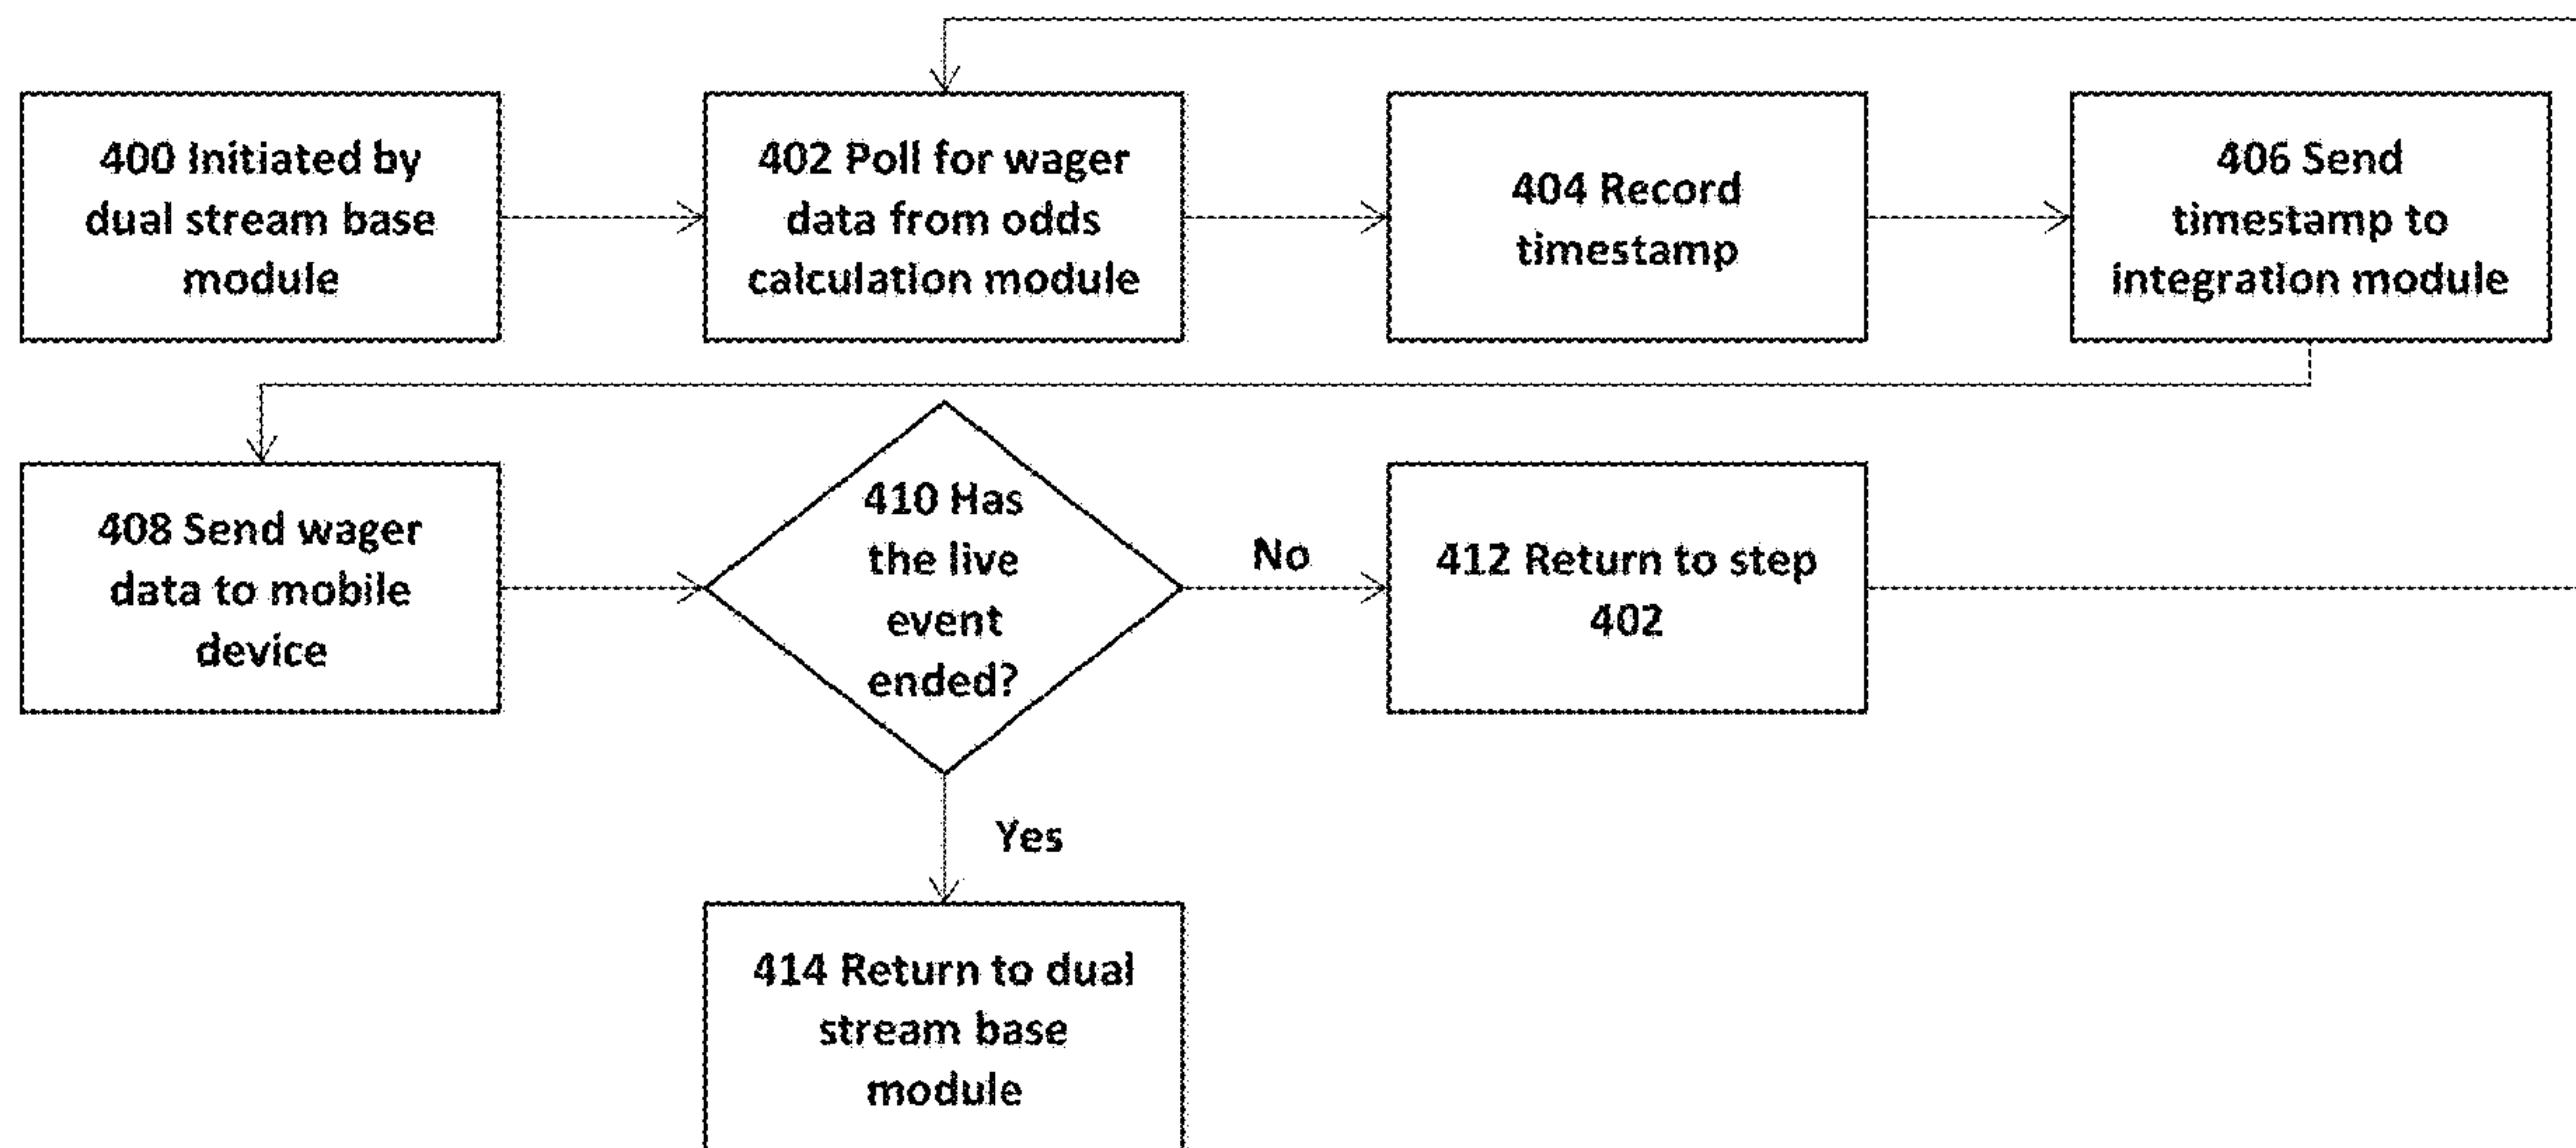 400 Initiated by
dual stream base
module
402 Poll for wager
data from odds
calculation module
404 Record
timestamp
406 Send
timestamp to
integration module
408 Send wager
data to mobile
device
410 Has
the live
event
ended?
No
412 Return to step
402
Yes
414 Return to dual
stream base
module